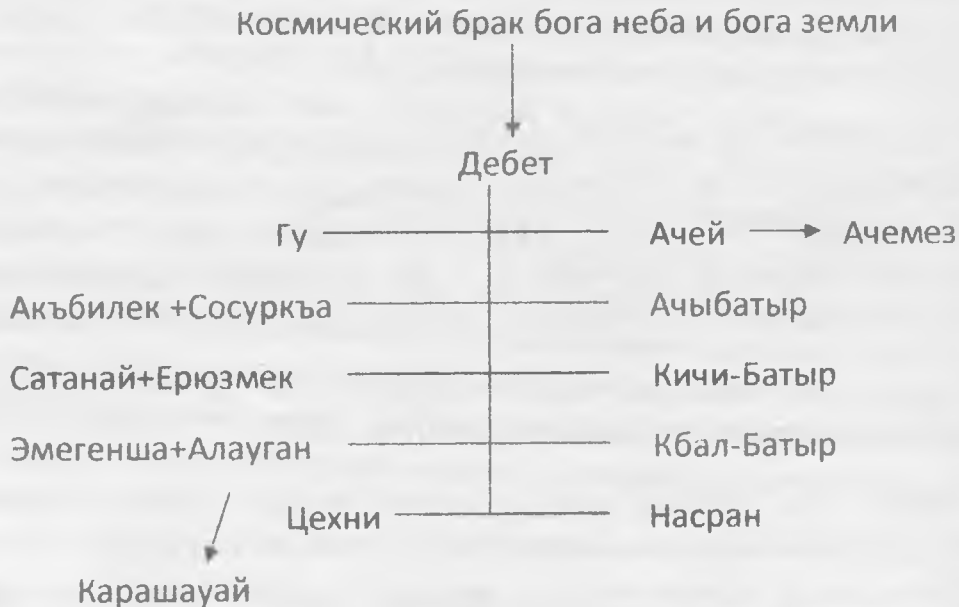 Космический брак бога неба и бога земли
Дебет
Гу Ачей Ачемез
Акъбилек +Сосуркъа Ачыбатыр
Сатанай+Ерюзмек Кичи-Батыр
Эмегенша+Алауган Кбал-Батыр
Цехни Насран
Карашауай